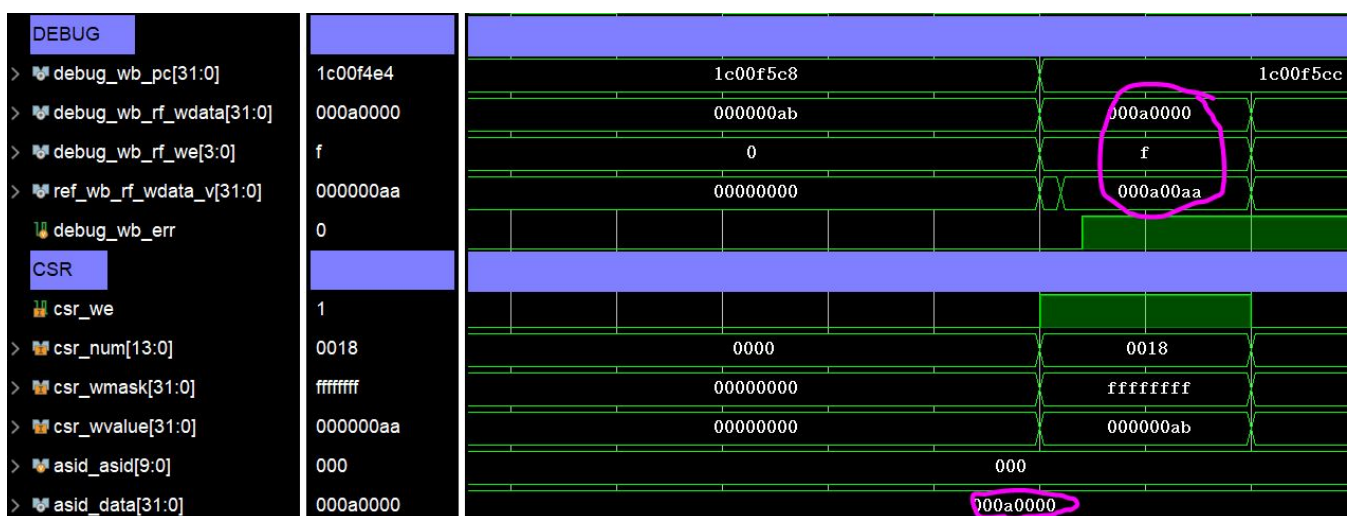 DEBUG
debug_wb_pc[31:0] 1c00f4e4 1c00f5c8 1c00f5cc
debug_wb_rf_wdata[31:0] 000a0000 000000ab 000a0000
debug_wb_rf_we[3:0] f 0 f
ref_wb_rf_wdata_v[31:0] 000000aa 00000000 000a00aa
debug_wb_err 0
CSR
csr_we 1
csr_num[13:0] 0018 0000 0018
csr_wmask[31:0] ffffffff 00000000 ffffffff
csr_wvalue[31:0] 000000aa 00000000 000000ab
asid_asid[9:0] 000 000
asid_data[31:0] 000a0000 000a0000